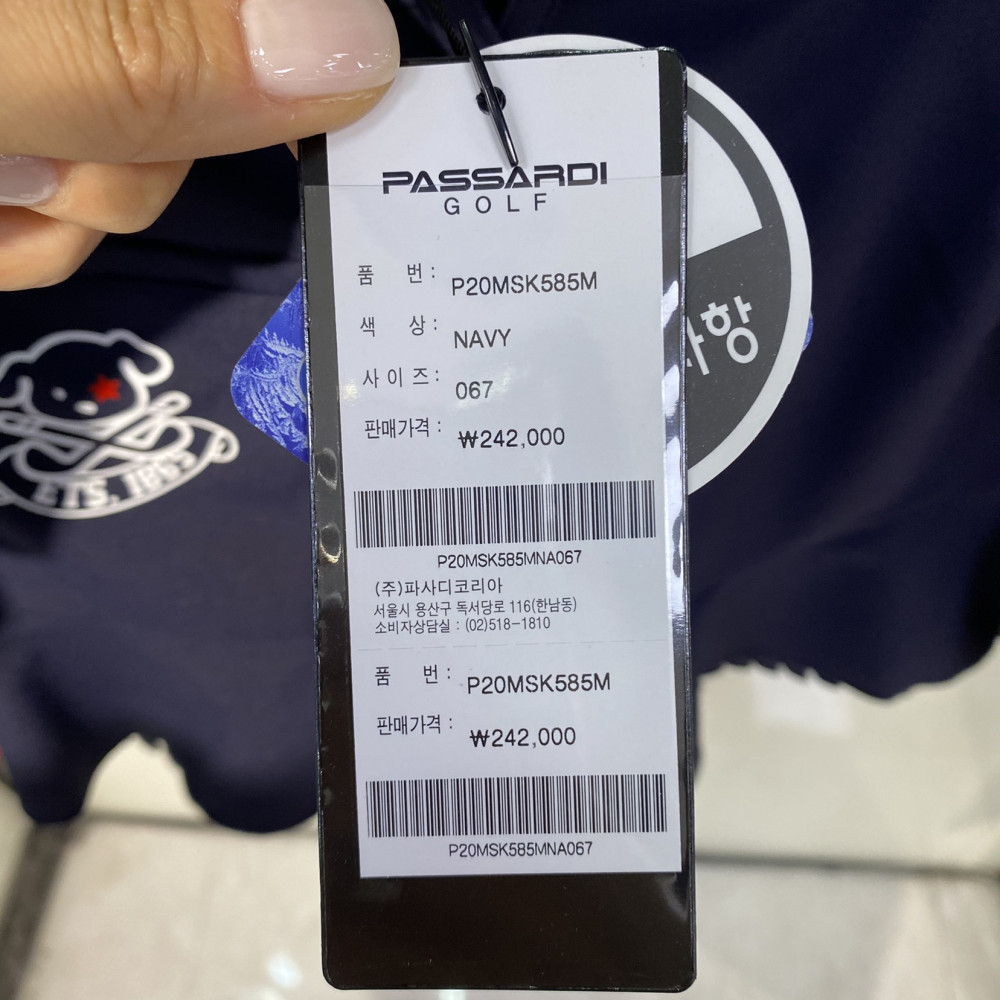 PASSARDI
GOLF
품 번 : P20MSK585M
색 상 : NAVY
사 이 즈 : 067
판매가격 : ₩242,000
P20MSK585MNA067
(주)파사디코리아
서울시 용산구 독서당로 116(한남동)
소비자상담실 : (02)518-1810
품 번 : P20MSK585M
판매가격 : ₩242,000
P20MSK585MNA067
사항